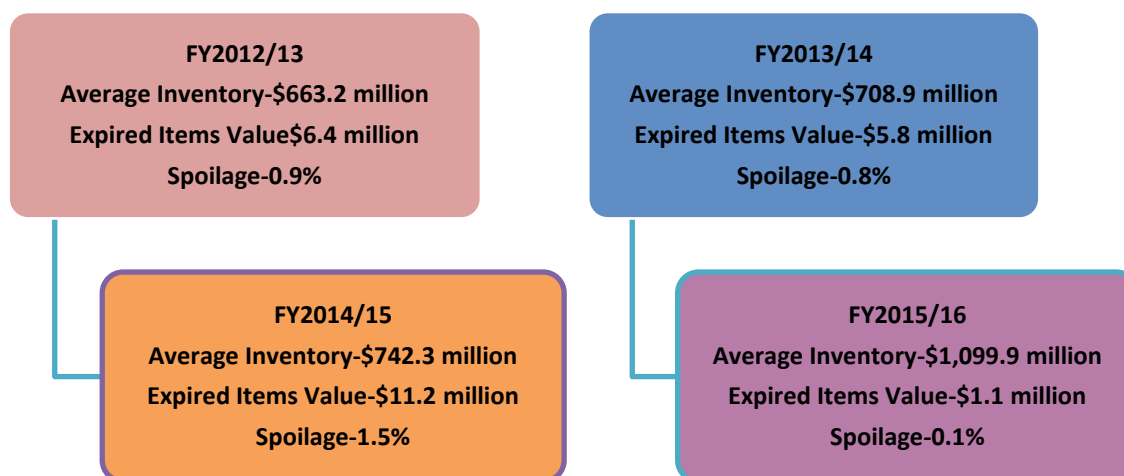 FY2012/13
Average Inventory-$663.2 million
Expired Items Value$6.4 million
Spoilage-0.9%
FY2013/14
Average Inventory-$708.9 million
Expired Items Value-$5.8 million
Spoilage-0.8%
FY2014/15
Average Inventory-$742.3 million
Expired Items Value-$11.2 million
Spoilage-1.5%
FY2015/16
Average Inventory-$1,099.9 million
Expired Items Value-$1.1 million
Spoilage-0.1%